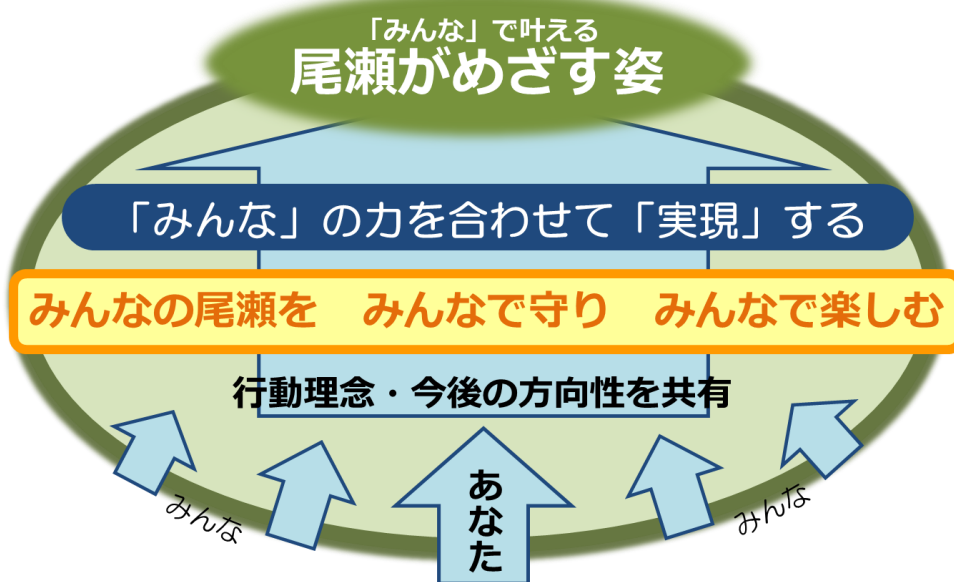 「みんな」で叶える
尾瀬がめざす姿
「みんな」の力を合わせて「実現」する
みんなの尾瀬を　みんなで守り　みんなで楽しむ
行動理念・今後の方向性を共有
みんな
あなた
みんな